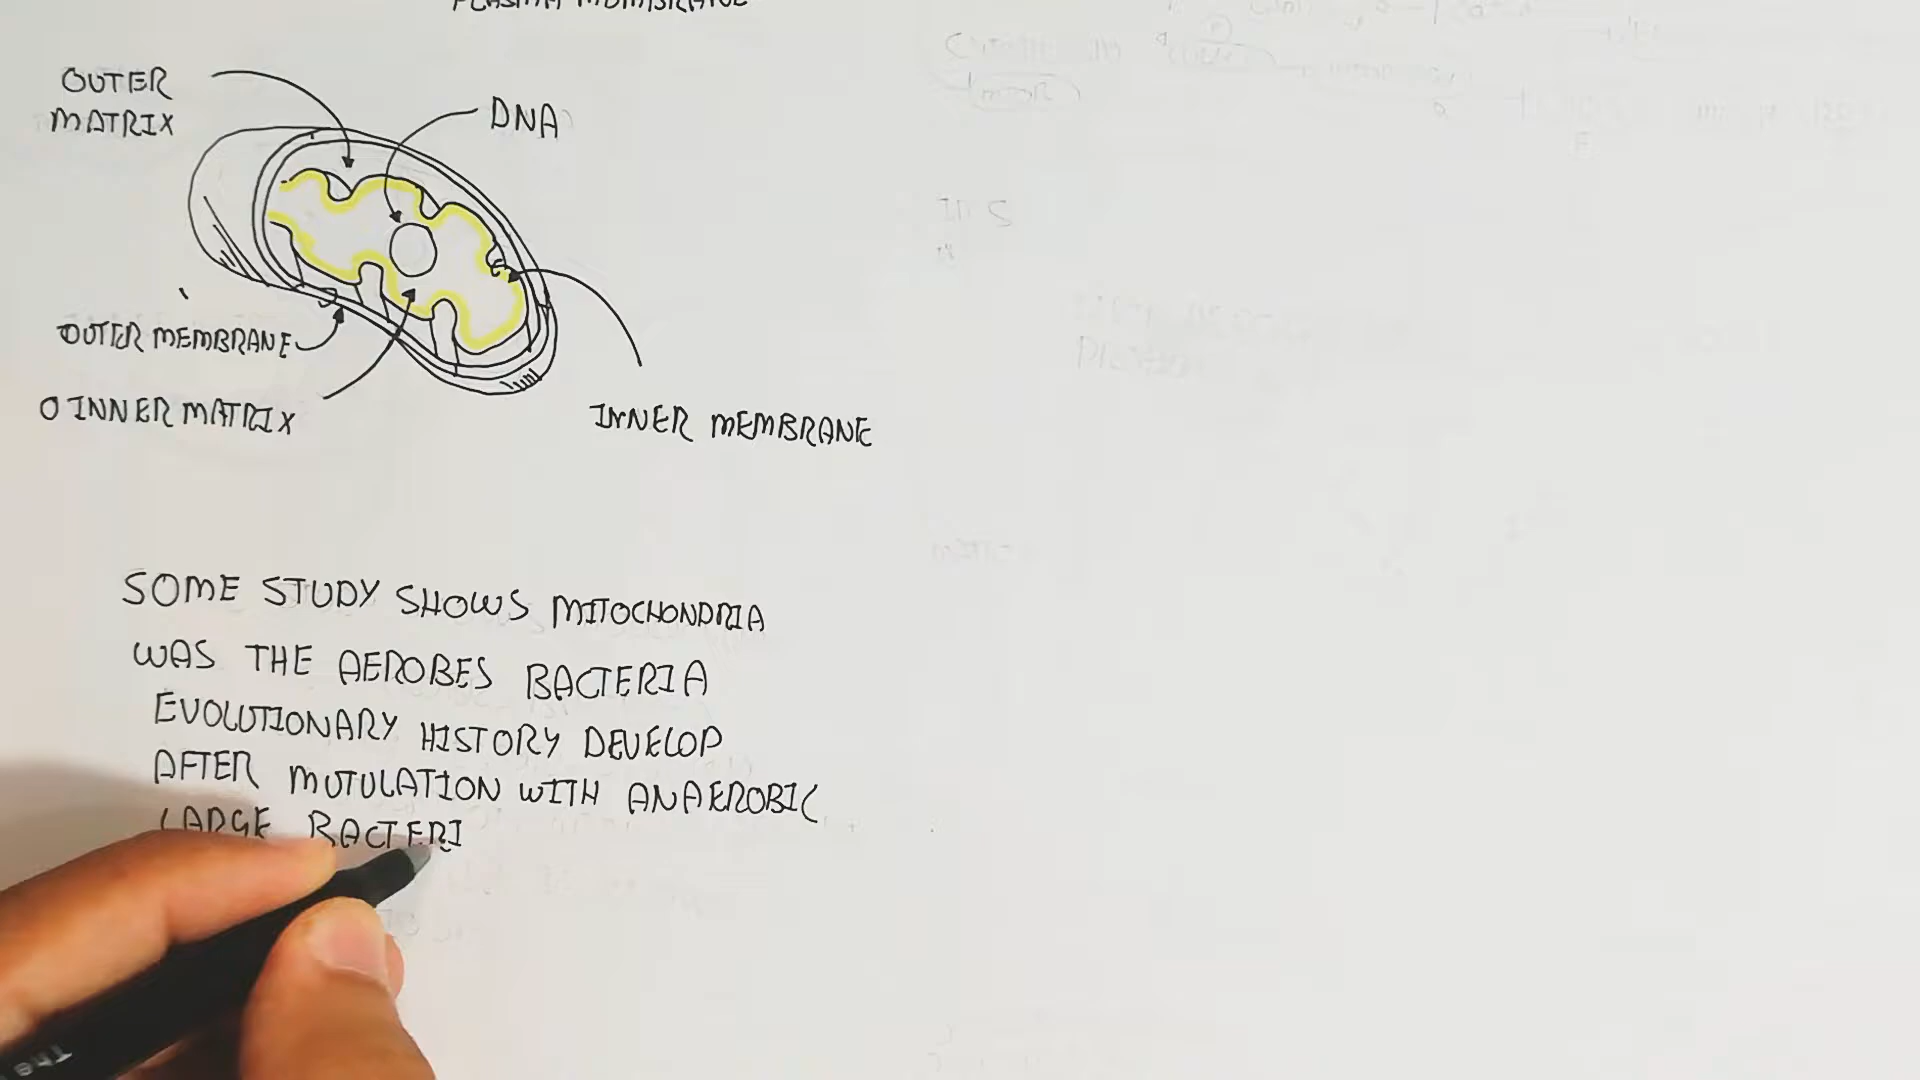 OUTER
MATRIX
DNA
OUTER MEMBRANE
O INNER MATRIX
INNER MEMBRANE
SOME STUDY SHOWS MITOCHONDRIA
WAS THE AEROBES BACTERIA
EVOLUTIONARY HISTORY DEVELOP
AFTER MUTULATION WITH ANAEROBIC
LARGE BACTERI
The